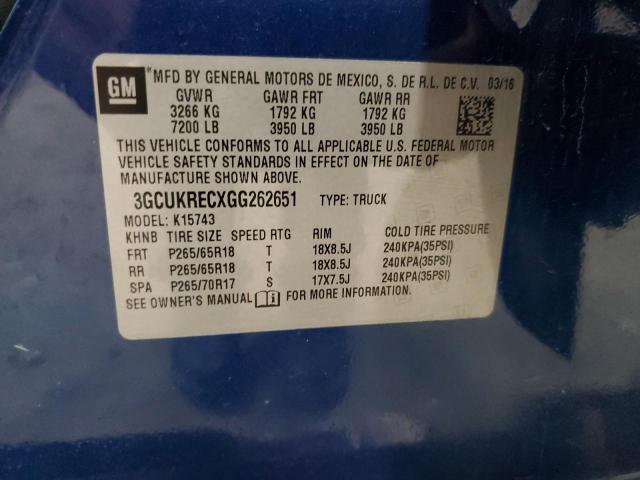 GM
*MFD BY GENERAL MOTORS DE MEXICO, S. DE R.L. DE C.V. 03/16
GVWR GAWR FRT GAWR RR
3266 KG 1792 KG 1792 KG
7200 LB 3950 LB 3950 LB
THIS VEHICLE CONFORMS TO ALL APPLICABLE U.S. FEDERAL MOTOR
VEHICLE SAFETY STANDARDS IN EFFECT ON THE DATE OF
MANUFACTURE SHOWN ABOVE.
3GCUKRECXGG262651 TYPE: TRUCK
MODEL: K15743
KHNB TIRE SIZE SPEED RTG RIM COLD TIRE PRESSURE
FRT P265/65R18 T 18X8.5J 240KPA(35PSI)
RR P265/65R18 T 18X8.5J 240KPA(35PSI)
SPA P265/70R17 S 17X7.5J 240KPA(35PSI)
SEE OWNER'S MANUAL FOR MORE INFORMATION.